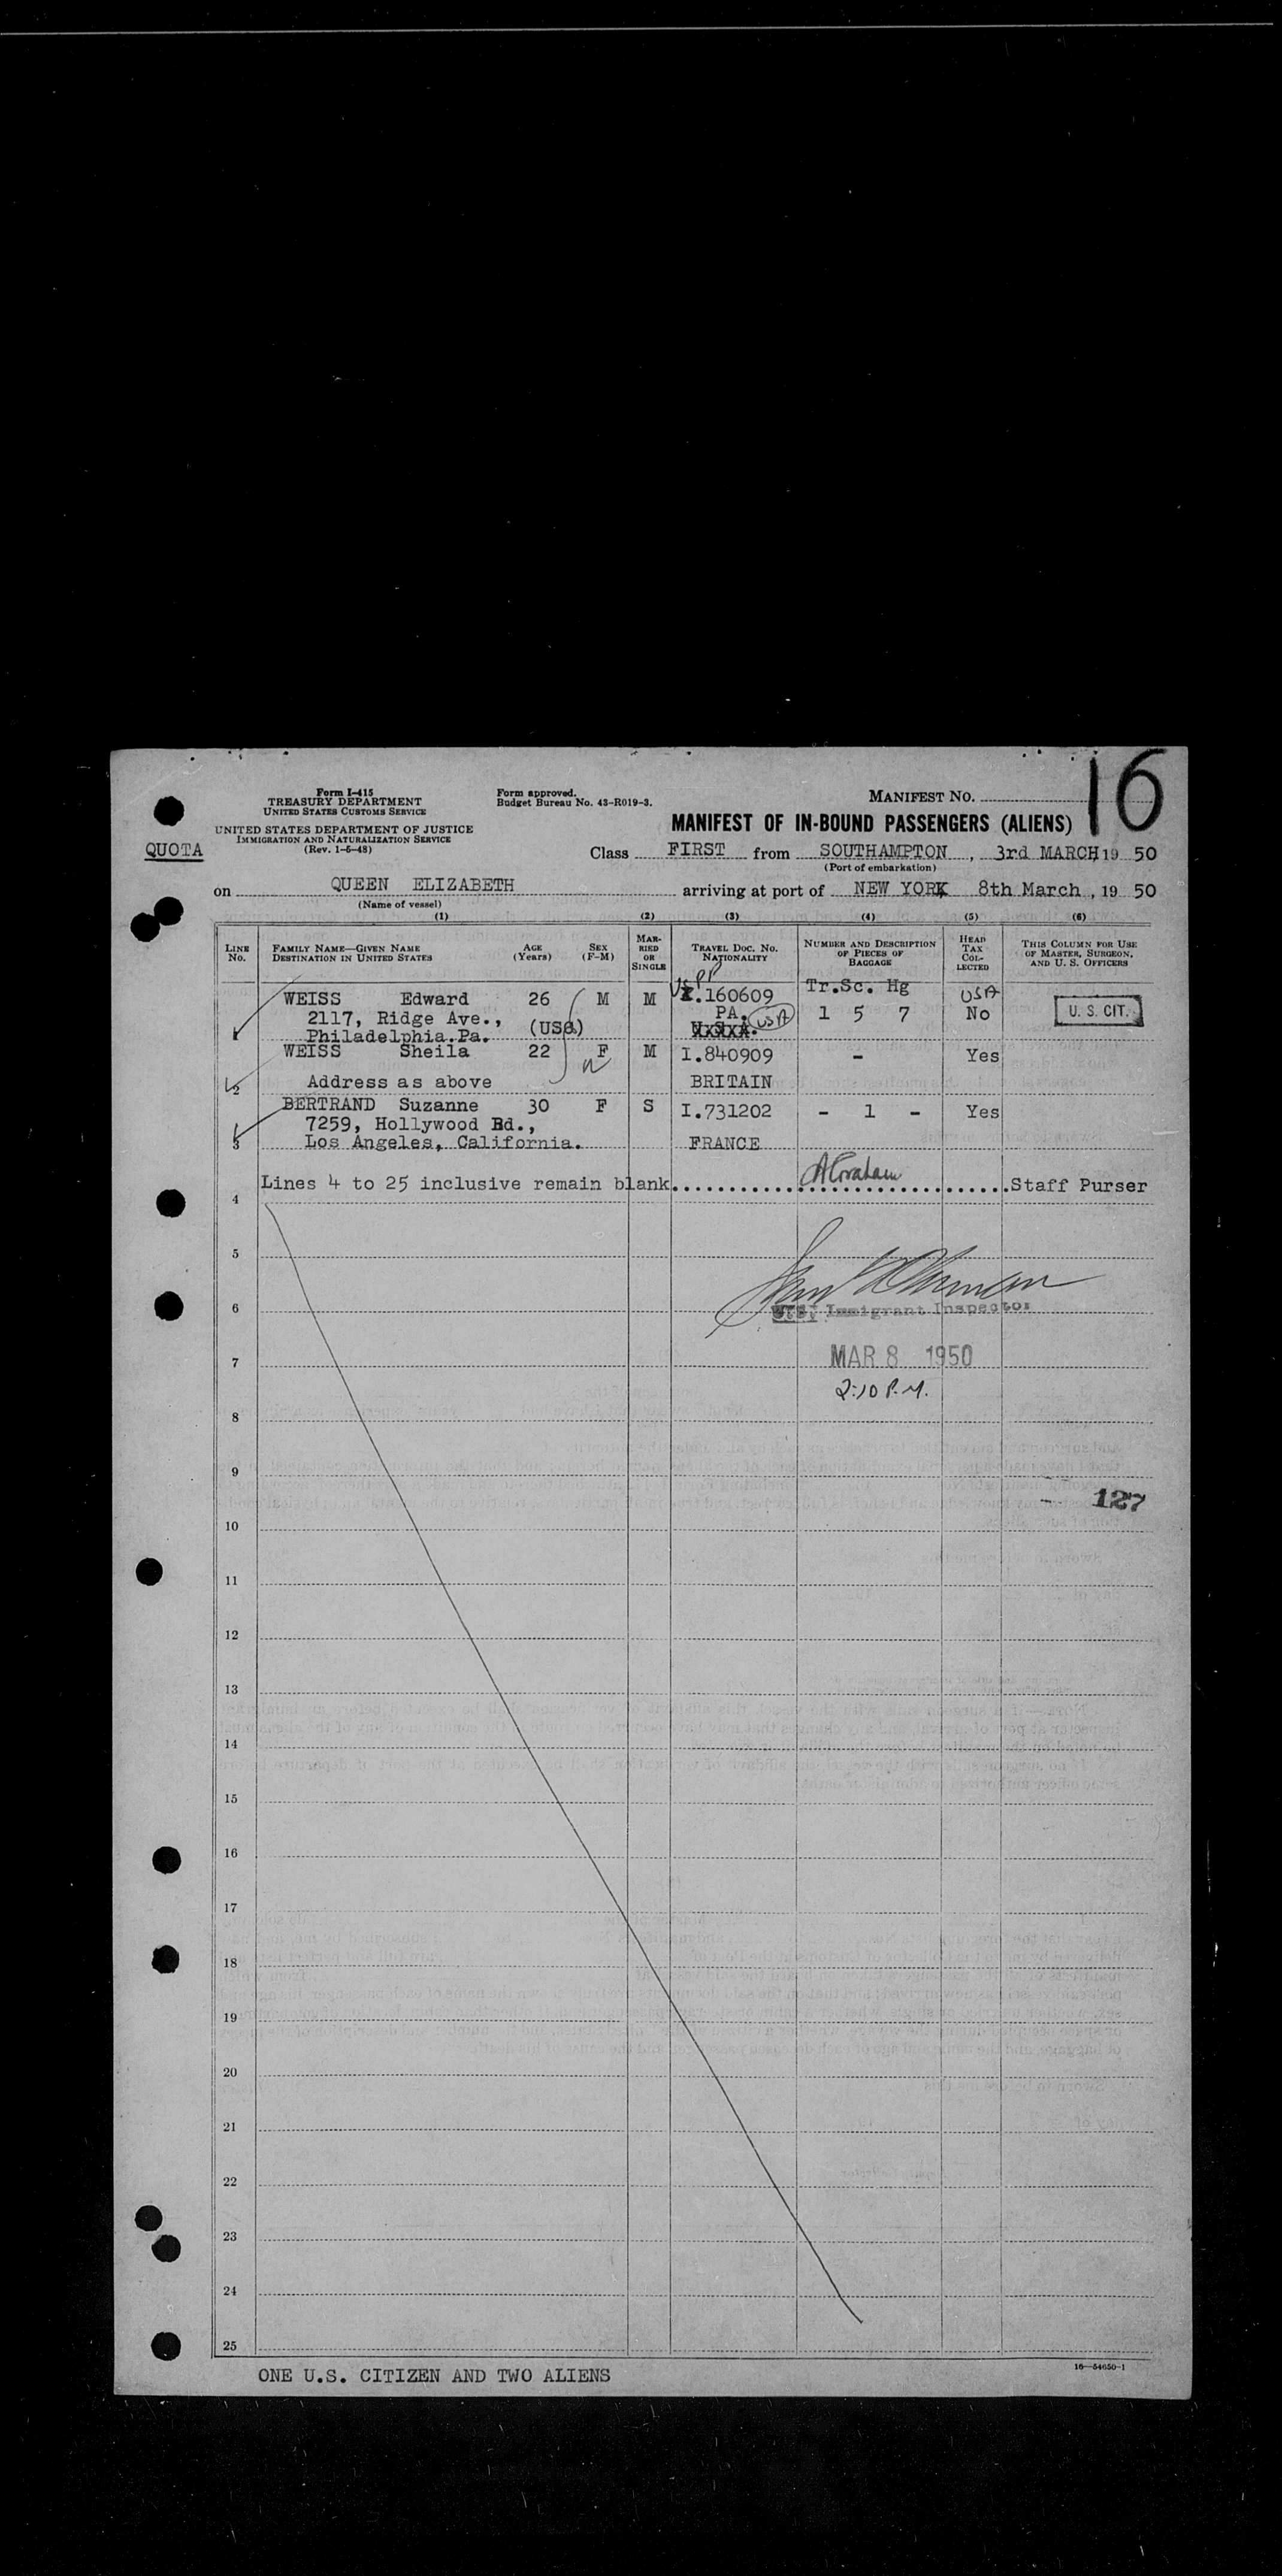 16
Form I-415
TREASURY DEPARTMENT
UNITED STATES CUSTOMS SERVICE
UNITED STATES DEPARTMENT OF JUSTICE
IMMIGRATION AND NATURALIZATION SERVICE
(Rev. 1-6-48)
Form approved.
Budget Bureau No. 43-R019-3.
MANIFEST NO.
MANIFEST OF IN-BOUND PASSENGERS (ALIENS)
QUOTA
Class FIRST from SOUTHAMPTON, 3rd MARCH 19 50
(Port of embarkation)
on QUEEN ELIZABETH arriving at port of NEW YORK 8th March, 19 50
(Name of vessel)
(1) (2) (3) (4) (5) (6)
LINE NO. FAMILY NAME—GIVEN NAME DESTINATION IN UNITED STATES AGE (Years) SEX (F-M) MARRIED OR SINGLE TRAVEL DOC. NO. NATIONALITY NUMBER AND DESCRIPTION OF PIECES OF BAGGAGE HEAD TAX COLLECTED THIS COLUMN FOR USE OF MASTER, SURGEON, AND U. S. OFFICERS
USPP Tr.Sc. Hg USA
WEISS Edward 26 M M .160609 1 5 7 No U. S. CIT.
2117, Ridge Ave., (USA) PA. USA
1 Philadelphia.Pa.
WEISS Sheila 22 F M I.840909 - Yes
2 Address as above BRITAIN
BERTRAND Suzanne 30 F S I.731202 - 1 - Yes
7259, Hollywood Bd.,
3 Los Angeles, California. FRANCE
Lines 4 to 25 inclusive remain blank........................Staff Purser
AGraham
4
5
6 U.S. Immigrant Inspector
7 MAR 8 1950
2:10 P.M.
8
9
- 127
10
11
12
13
14
15
16
17
18
19
20
21
22
23
24
25
ONE U.S. CITIZEN AND TWO ALIENS
16—54650-1